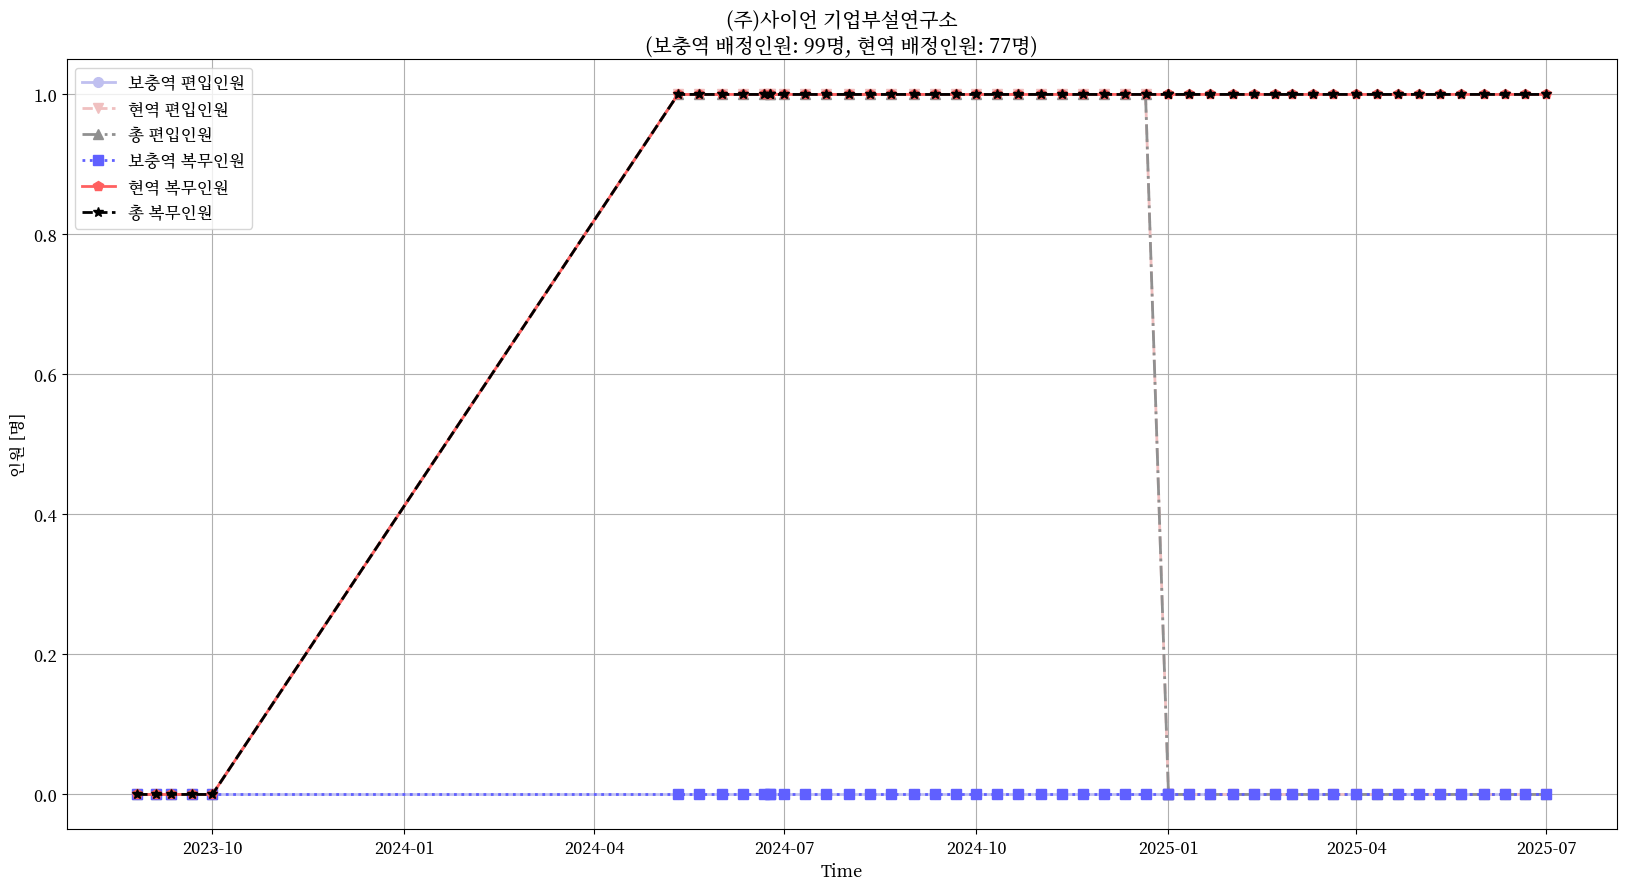 (주)사이언 기업부설연구소
(보충역 배정인원: 99명, 현역 배정인원: 77명)
보충역 편입인원
현역 편입인원
총 편입인원
보충역 복무인원
현역 복무인원
총 복무인원
1.0
0.8
0.6
0.4
0.2
0.0
인원 [명]
2023-10
2024-01
2024-04
2024-07
2024-10
2025-01
2025-04
2025-07
Time